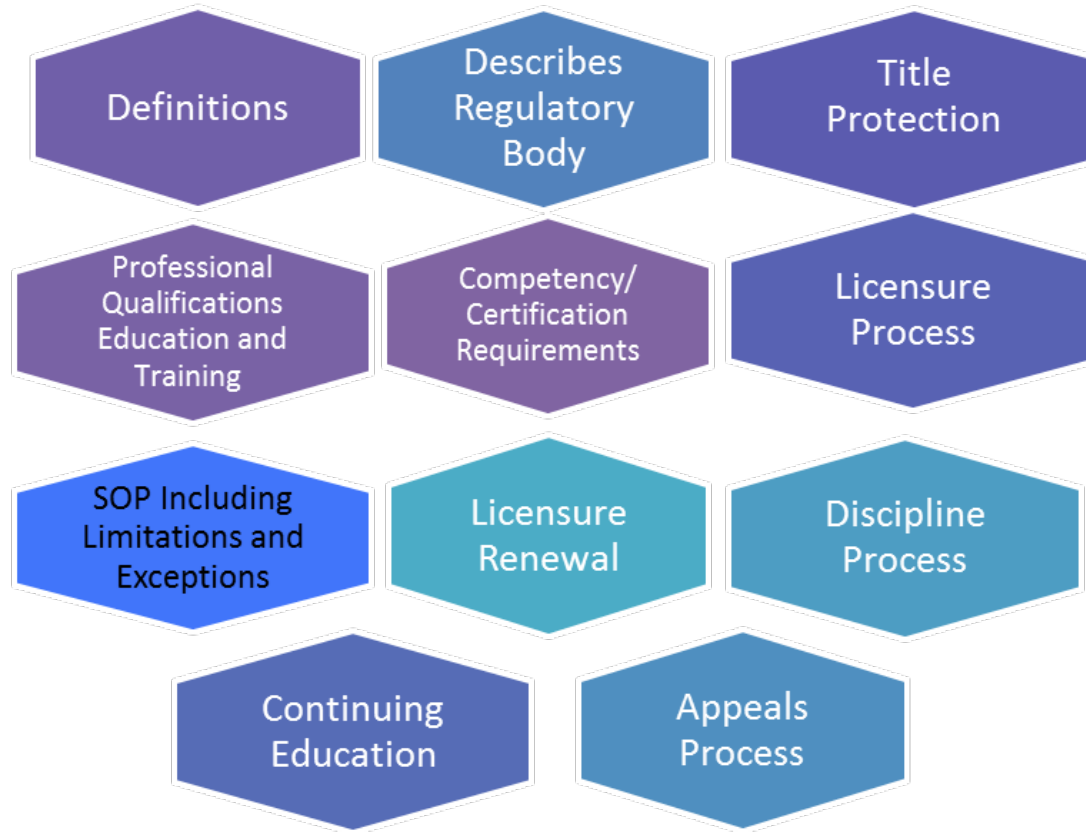 Definitions
Describes
Regulatory
Body
Title
Protection
Professional
Qualifications
Education and
Training
Competency/
Certification
Requirements
Licensure
Process
SOP Including
Limitations and
Exceptions
Licensure
Renewal
Discipline
Process
Continuing
Education
Appeals
Process